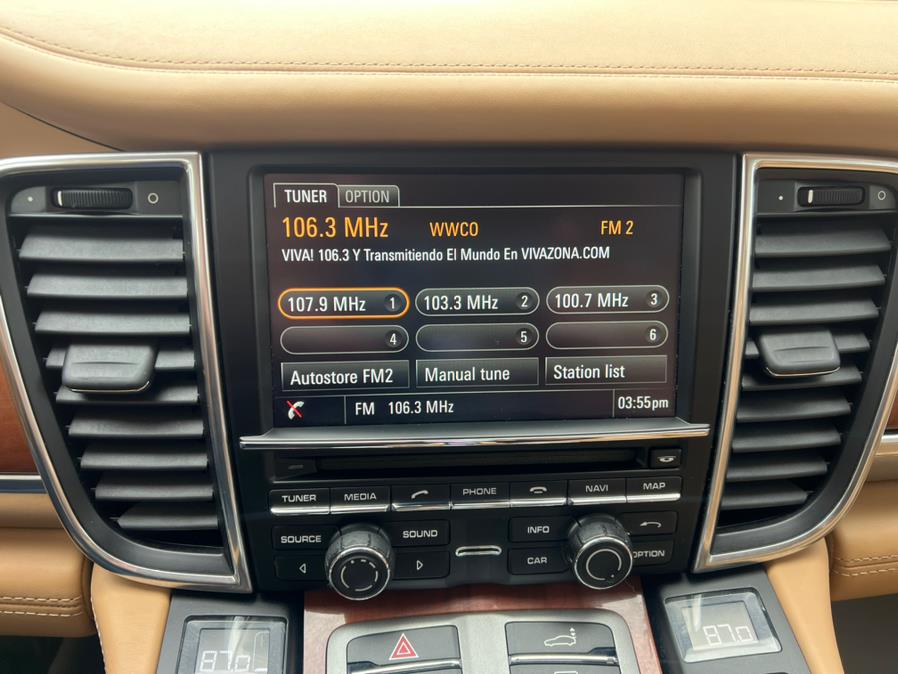 TUNER OPTION
106.3 MHz WWCO FM 2
VIVA! 106.3 Y Transmitiendo El Mundo En VIVAZONA.COM
107.9 MHz 1 103.3 MHz 2 100.7 MHz 3
4 5 6
Autostore FM2 Manual tune Station list
FM 106.3 MHz 03:55pm
TUNER MEDIA PHONE NAVI MAP
SOURCE SOUND INFO
CAR OPTION
87.0 87.0